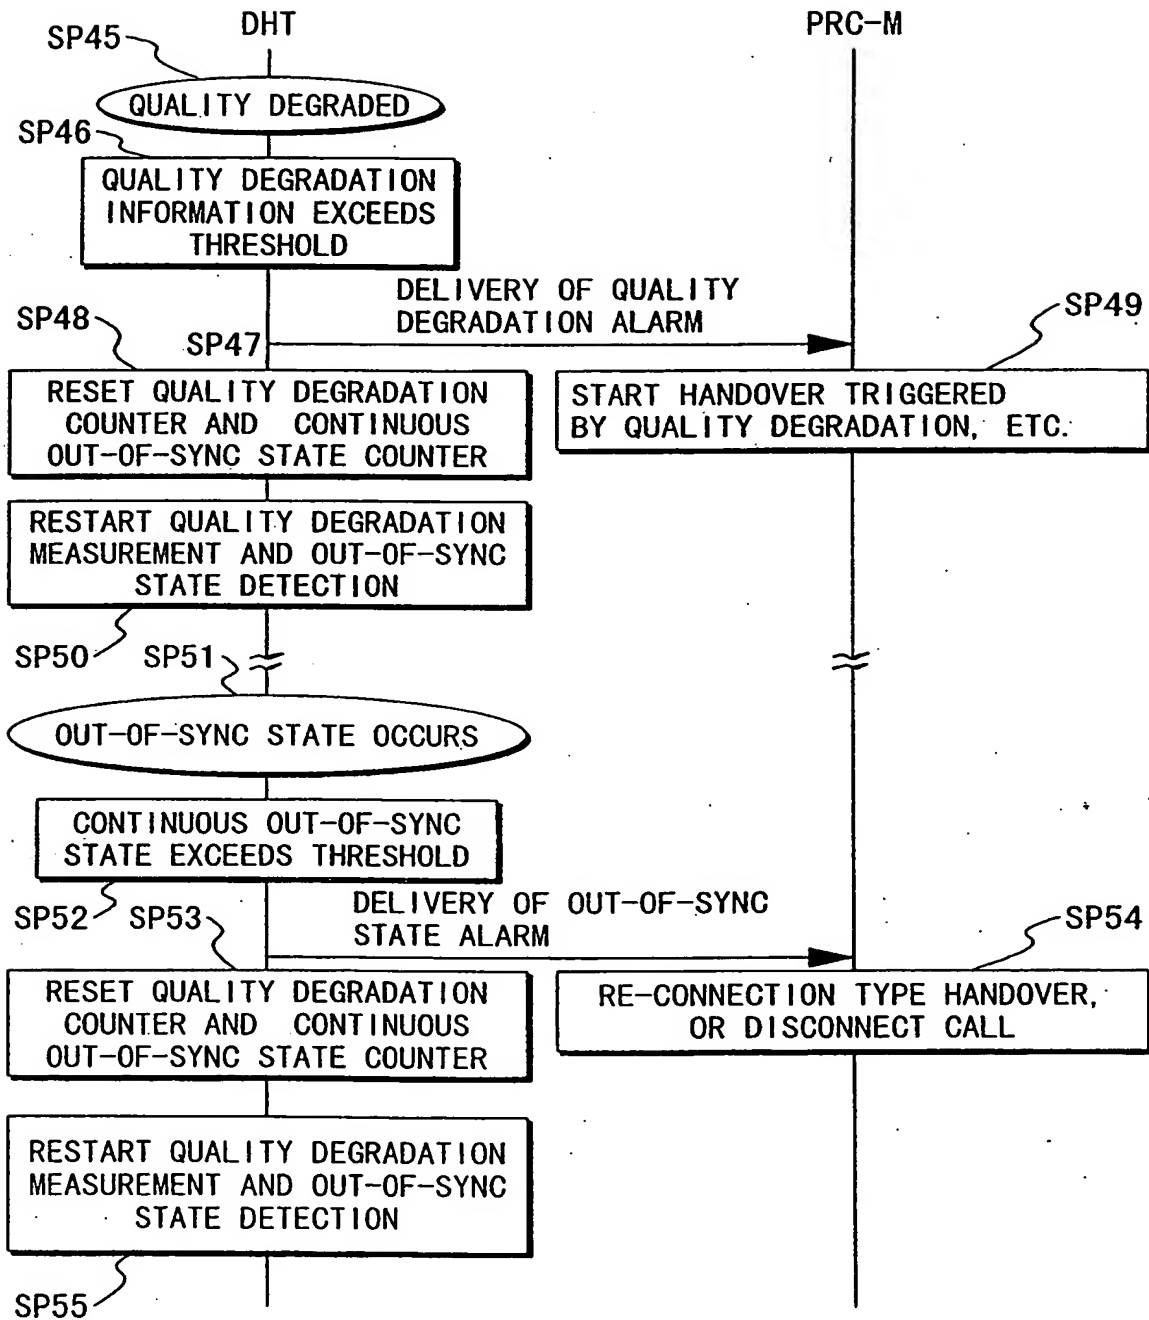 DHT
PRC-M
SP45
QUALITY DEGRADED
SP46
QUALITY DEGRADATION
INFORMATION EXCEEDS
THRESHOLD
DELIVERY OF QUALITY
DEGRADATION ALARM
SP48
SP47
SP49
RESET QUALITY DEGRADATION
COUNTER AND CONTINUOUS
OUT-OF-SYNC STATE COUNTER
START HANDOVER TRIGGERED
BY QUALITY DEGRADATION, ETC.
RESTART QUALITY DEGRADATION
MEASUREMENT AND OUT-OF-SYNC
STATE DETECTION
SP50
SP51
OUT-OF-SYNC STATE OCCURS
CONTINUOUS OUT-OF-SYNC
STATE EXCEEDS THRESHOLD
SP52
SP53
DELIVERY OF OUT-OF-SYNC
STATE ALARM
SP54
RESET QUALITY DEGRADATION
COUNTER AND CONTINUOUS
OUT-OF-SYNC STATE COUNTER
RE-CONNECTION TYPE HANDOVER,
OR DISCONNECT CALL
RESTART QUALITY DEGRADATION
MEASUREMENT AND OUT-OF-SYNC
STATE DETECTION
SP55